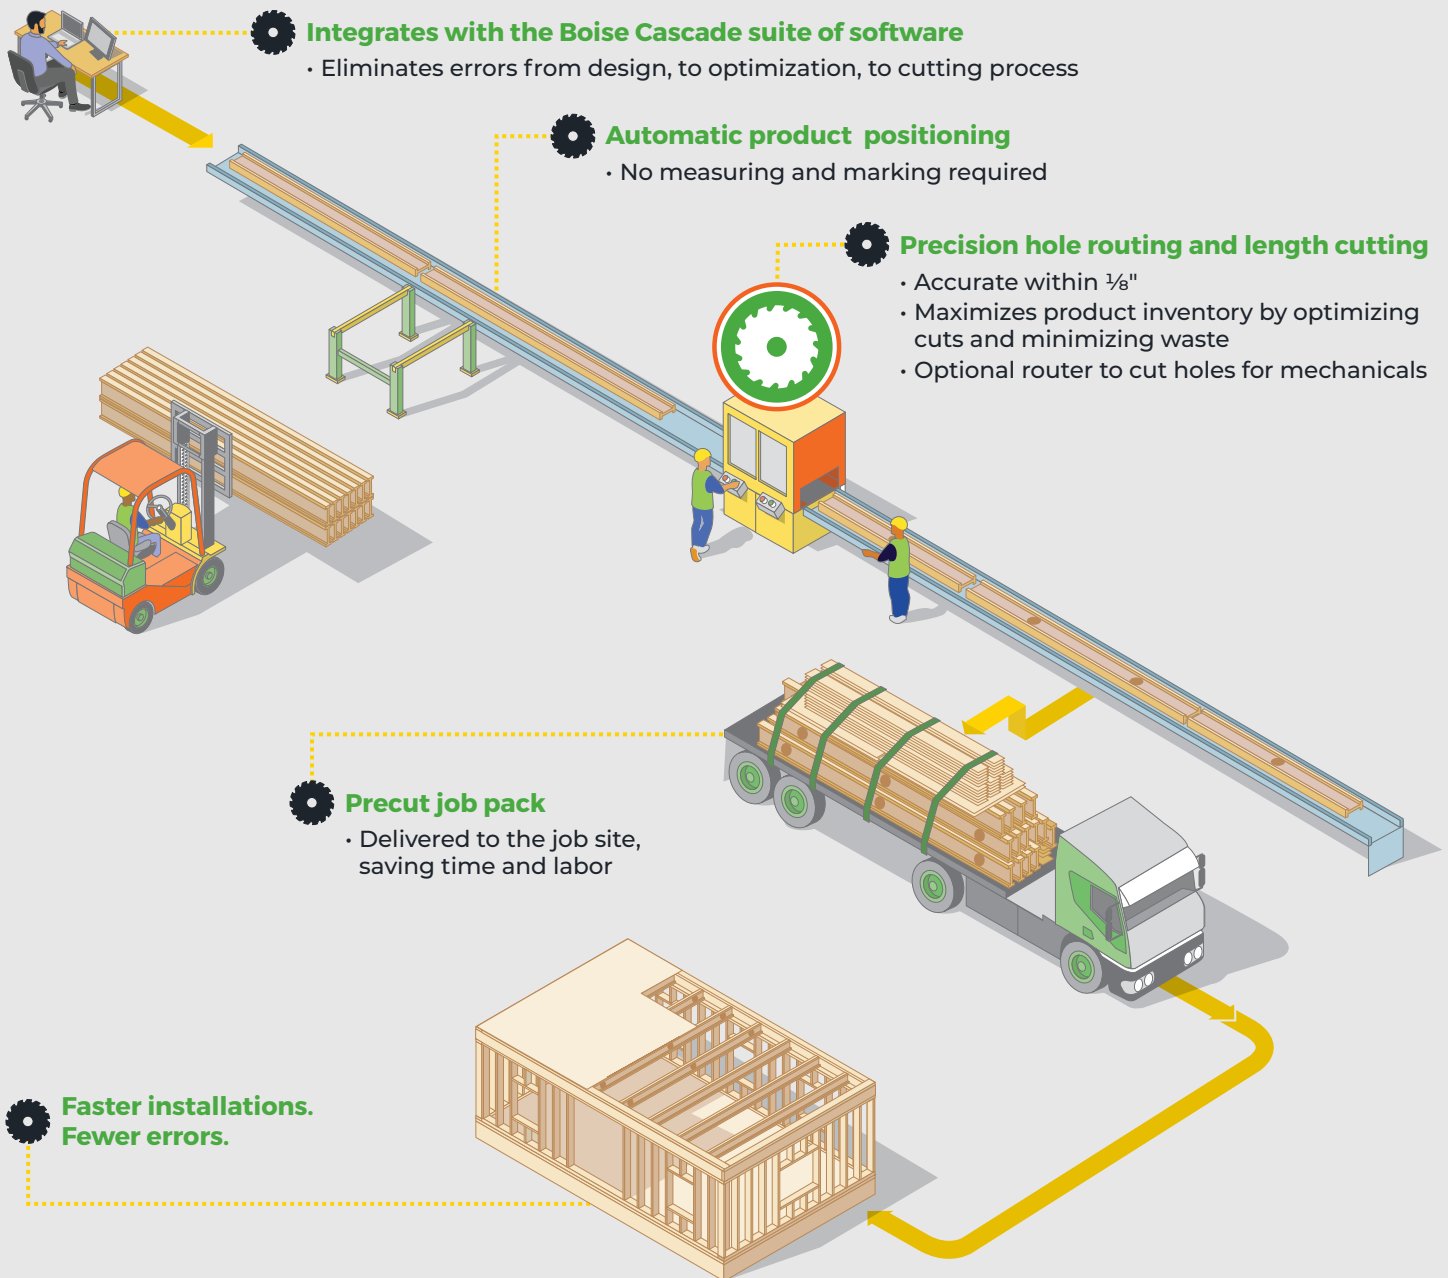 Integrates with the Boise Cascade suite of software
• Eliminates errors from design, to optimization, to cutting process
Automatic product positioning
• No measuring and marking required
Precision hole routing and length cutting
• Accurate within ⅛"
• Maximizes product inventory by optimizing
cuts and minimizing waste
• Optional router to cut holes for mechanicals
Precut job pack
• Delivered to the job site,
saving time and labor
Faster installations.
Fewer errors.